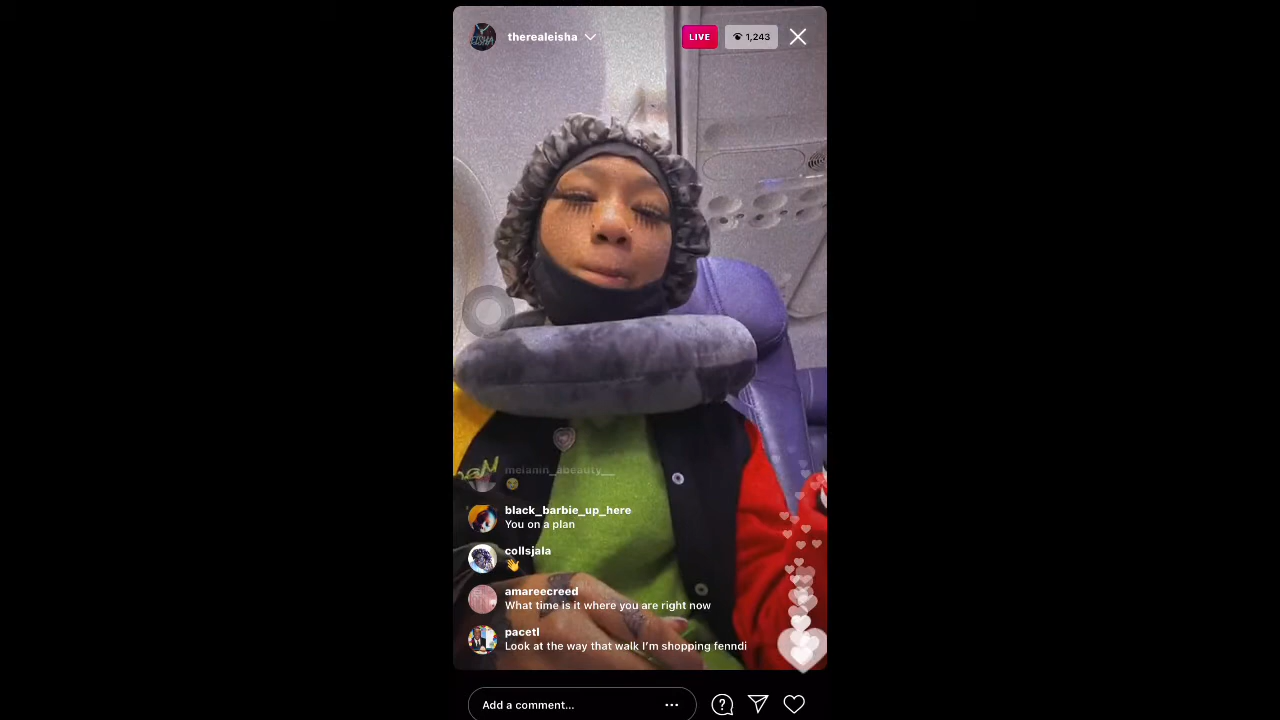 therealeisha
LIVE
1,243
melanin_abeauty__
black_barbie_up_here
You on a plan
collsjala
amareecreed
What time is it where you are right now
pacetl
Look at the way that walk I’m shopping fenndi
Add a comment...